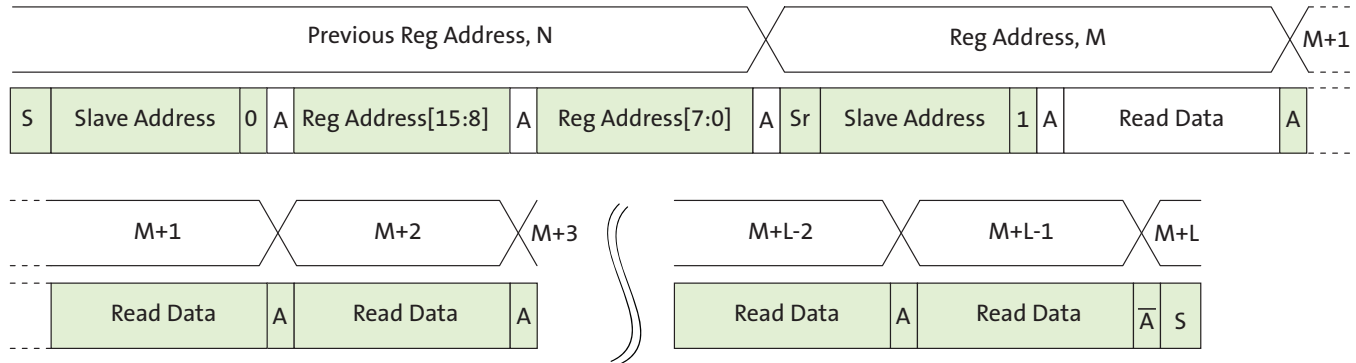 Previous Reg Address, N Reg Address, M M+1
S Slave Address 0 A Reg Address[15:8] A Reg Address[7:0] A Sr Slave Address 1 A Read Data A
M+1 M+2 M+3 M+L-2 M+L-1 M+L
Read Data A Read Data A Read Data A Read Data A̅ S